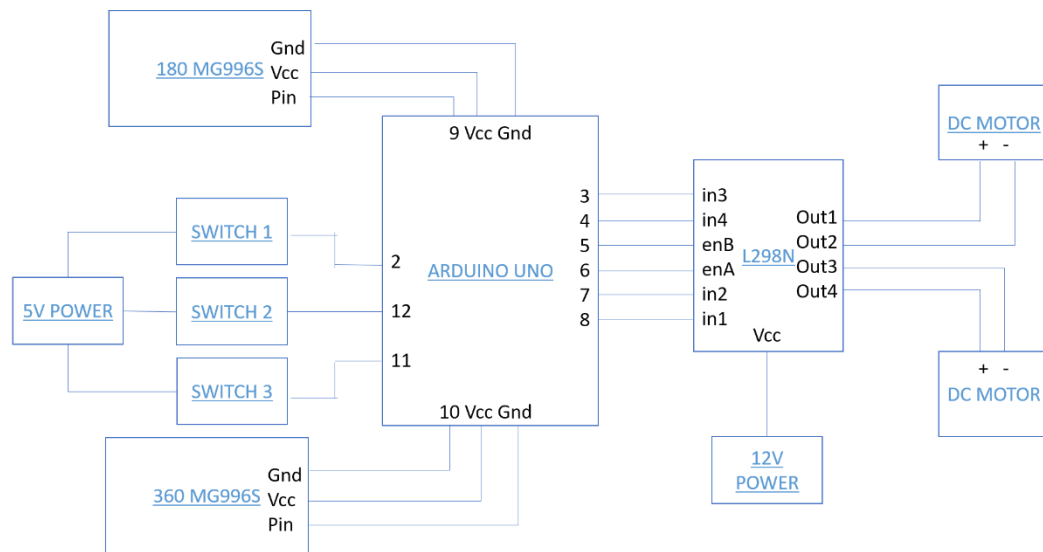 Gnd
180 MG996S
Vcc
Pin
9 Vcc Gnd
DC MOTOR
+ -
SWITCH 1
SWITCH 2
SWITCH 3
5V POWER
2
12
11
ARDUINO UNO
3
4
5
6
7
8
10 Vcc Gnd
in3
in4
enB
enA
in2
in1
L298N
Out1
Out2
Out3
Out4
Vcc
+ -
DC MOTOR
12V
POWER
Gnd
360 MG996S
Vcc
Pin